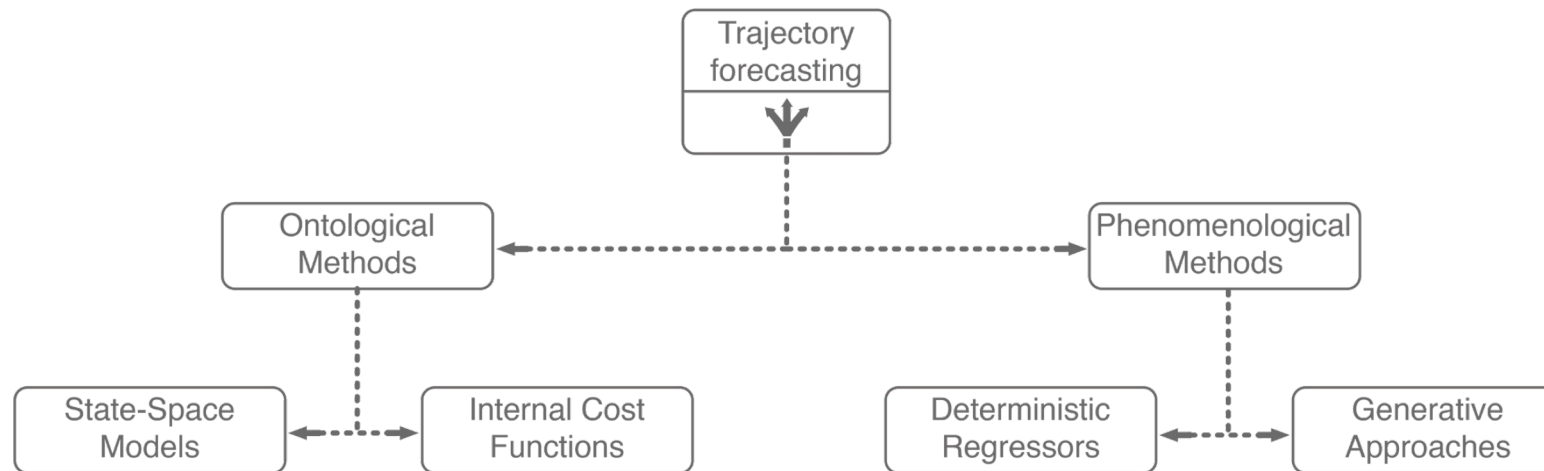 Trajectory
forecasting
Ontological
Methods
Phenomenological
Methods
State-Space
Models
Internal Cost
Functions
Deterministic
Regressors
Generative
Approaches